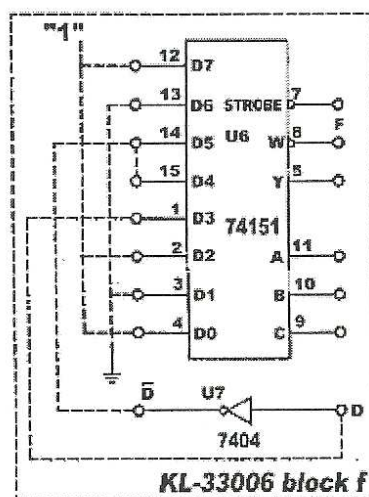 "1"
12 D7
13 D6 STROBE 7
14 D5 U6 W 6 F
15 D4 Y 5
1 D3 74151
2 D2 A 11
3 D1 B 10
4 D0 C 9
D̅ U7 D
7404
KL-33006 block f